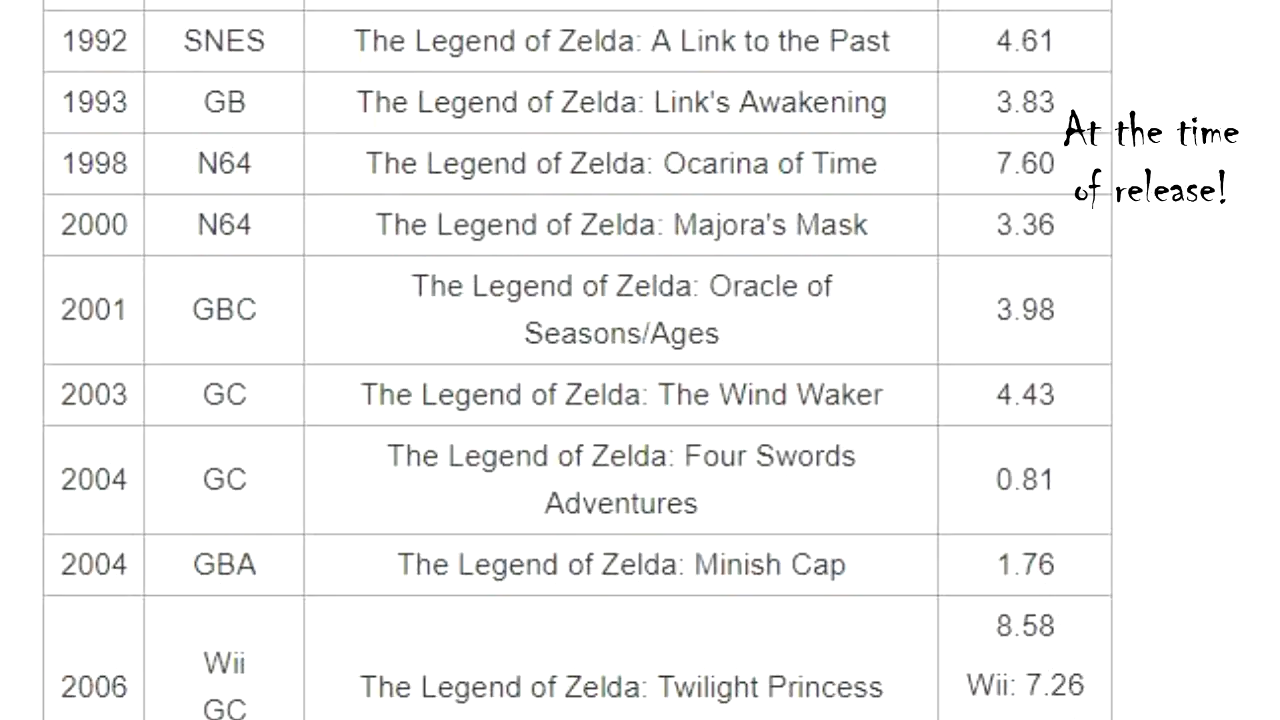 1992 SNES The Legend of Zelda: A Link to the Past 4.61
1993 GB The Legend of Zelda: Link's Awakening 3.83
At the time
of release!
1998 N64 The Legend of Zelda: Ocarina of Time 7.60
2000 N64 The Legend of Zelda: Majora's Mask 3.36
2001 GBC The Legend of Zelda: Oracle of
Seasons/Ages 3.98
2003 GC The Legend of Zelda: The Wind Waker 4.43
2004 GC The Legend of Zelda: Four Swords
Adventures 0.81
2004 GBA The Legend of Zelda: Minish Cap 1.76
2006 Wii
GC The Legend of Zelda: Twilight Princess 8.58
Wii: 7.26